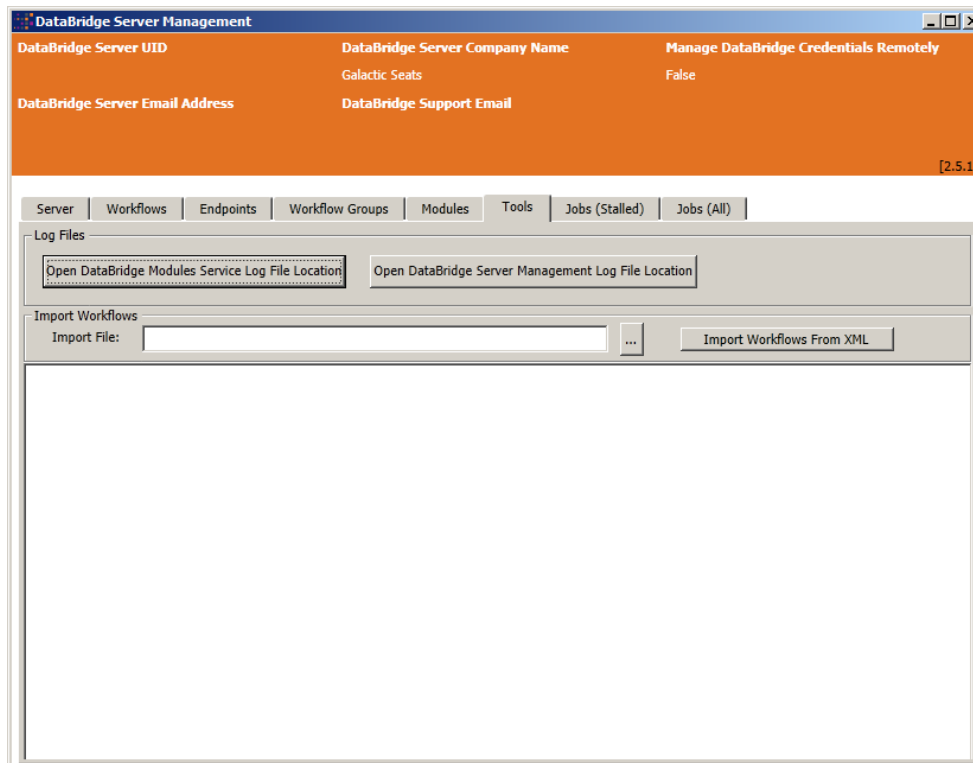 DataBridge Server Management
DataBridge Server UID DataBridge Server Company Name Manage DataBridge Credentials Remotely
Galactic Seats False
DataBridge Server Email Address DataBridge Support Email
[2.5.1
Server Workflows Endpoints Workflow Groups Modules Tools Jobs (Stalled) Jobs (All)
Log Files
Open DataBridge Modules Service Log File Location Open DataBridge Server Management Log File Location
Import Workflows
Import File: ... Import Workflows From XML